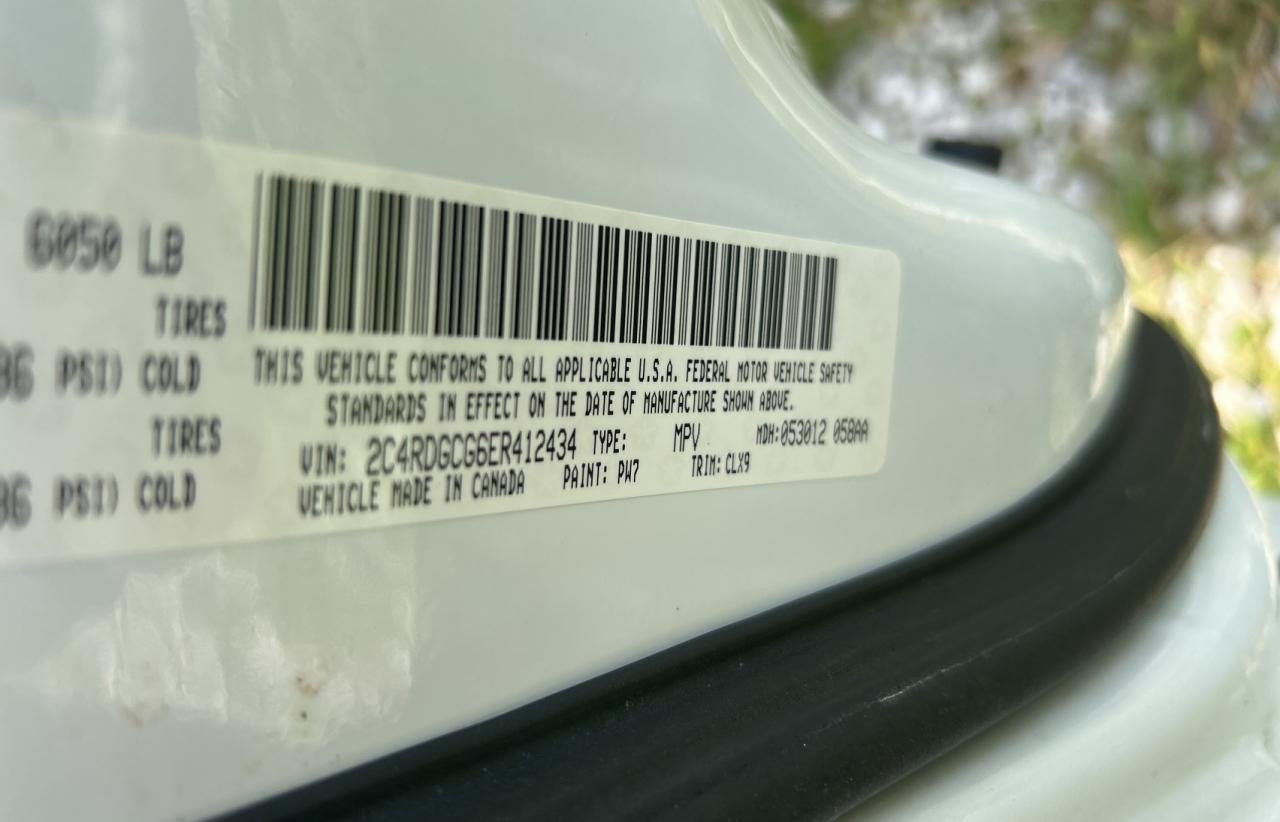 6050 LB
TIRES
36 PSI) COLD
TIRES
36 PSI) COLD
THIS VEHICLE CONFORMS TO ALL APPLICABLE U.S.A. FEDERAL MOTOR VEHICLE SAFETY
STANDARDS IN EFFECT ON THE DATE OF MANUFACTURE SHOWN ABOVE.
VIN: 2C4RDGCG6ER412434 TYPE: MPV MDH:053012 058AA
VEHICLE MADE IN CANADA PAINT: PW7 TRIM: CLX9